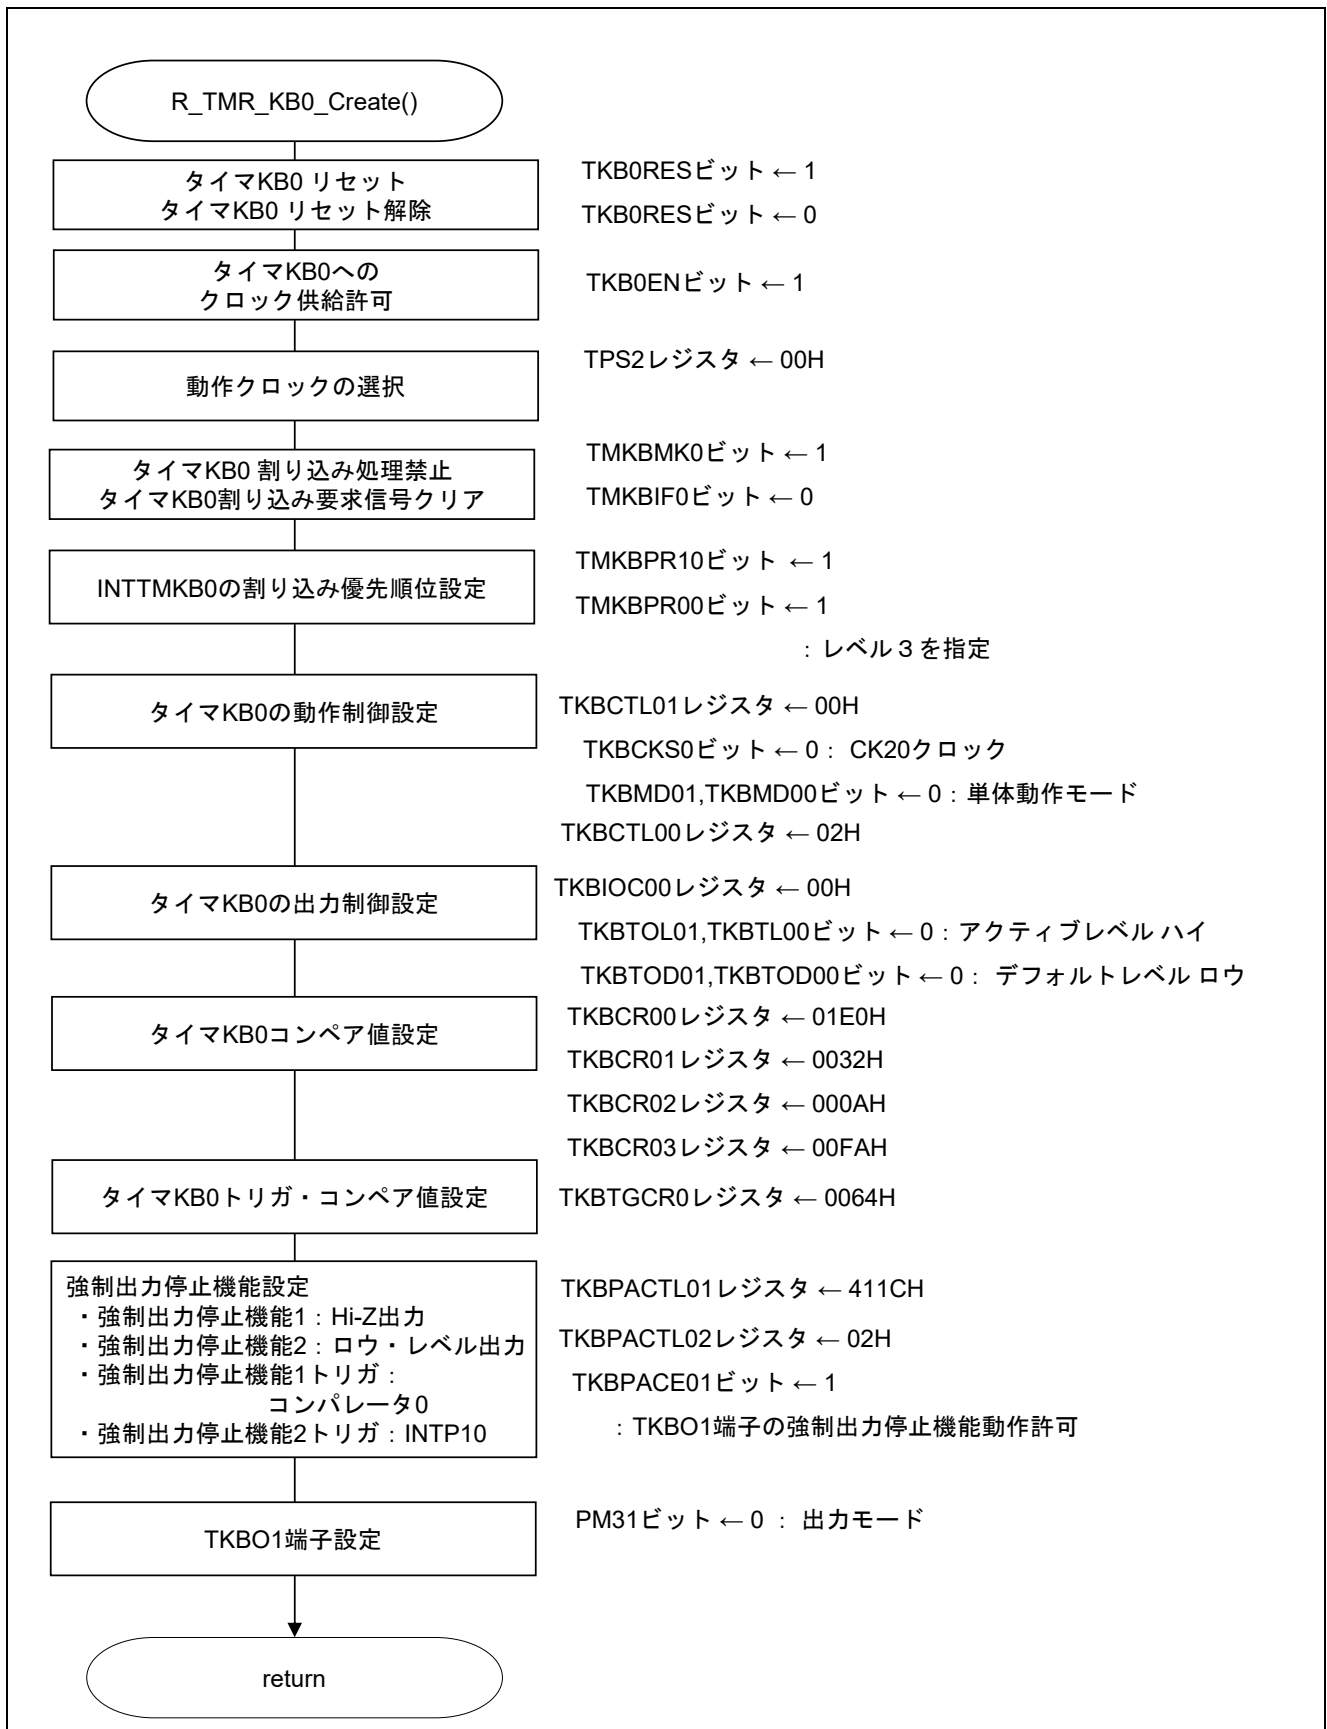 R_TMR_KB0_Create()
タイマKB0 リセット
タイマKB0 リセット解除
TKB0RESビット ← 1
TKB0RESビット ← 0
タイマKB0への
クロック供給許可
TKB0ENビット ← 1
動作クロックの選択
TPS2レジスタ ← 00H
タイマKB0 割り込み処理禁止
タイマKB0割り込み要求信号クリア
TMKBMK0ビット ← 1
TMKBIF0ビット ← 0
INTTMKB0の割り込み優先順位設定
TMKBPR10ビット ← 1
TMKBPR00ビット ← 1
：レベル３を指定
タイマKB0の動作制御設定
TKBCTL01レジスタ ← 00H
TKBCKS0ビット ← 0： CK20クロック
TKBMD01,TKBMD00ビット ← 0：単体動作モード
TKBCTL00レジスタ ← 02H
タイマKB0の出力制御設定
TKBIOC00レジスタ ← 00H
TKBTOL01,TKBTL00ビット ← 0：アクティブレベル ハイ
TKBTOD01,TKBTOD00ビット ← 0： デフォルトレベル ロウ
タイマKB0コンペア値設定
TKBCR00レジスタ ← 01E0H
TKBCR01レジスタ ← 0032H
TKBCR02レジスタ ← 000AH
TKBCR03レジスタ ← 00FAH
タイマKB0トリガ・コンペア値設定
TKBTGCR0レジスタ ← 0064H
強制出力停止機能設定
・強制出力停止機能1：Hi-Z出力
・強制出力停止機能2：ロウ・レベル出力
・強制出力停止機能1トリガ：
コンパレータ0
・強制出力停止機能2トリガ：INTP10
TKBPACTL01レジスタ ← 411CH
TKBPACTL02レジスタ ← 02H
TKBPACE01ビット ← 1
：TKBO1端子の強制出力停止機能動作許可
TKBO1端子設定
PM31ビット ← 0 ： 出力モード
return